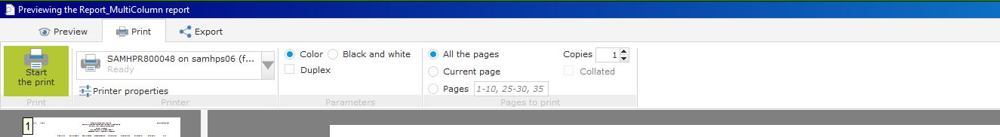 Previewing the Report_MultiColumn report
Preview Print Export
Start
the print
Print
SAMHPR800048 on samhps06 (f...
Ready
Printer properties
Printer
Color Black and white
Duplex
Parameters
All the pages
Current page
Pages 1-10, 25-30, 35
Copies 1
Collated
Pages to print
1